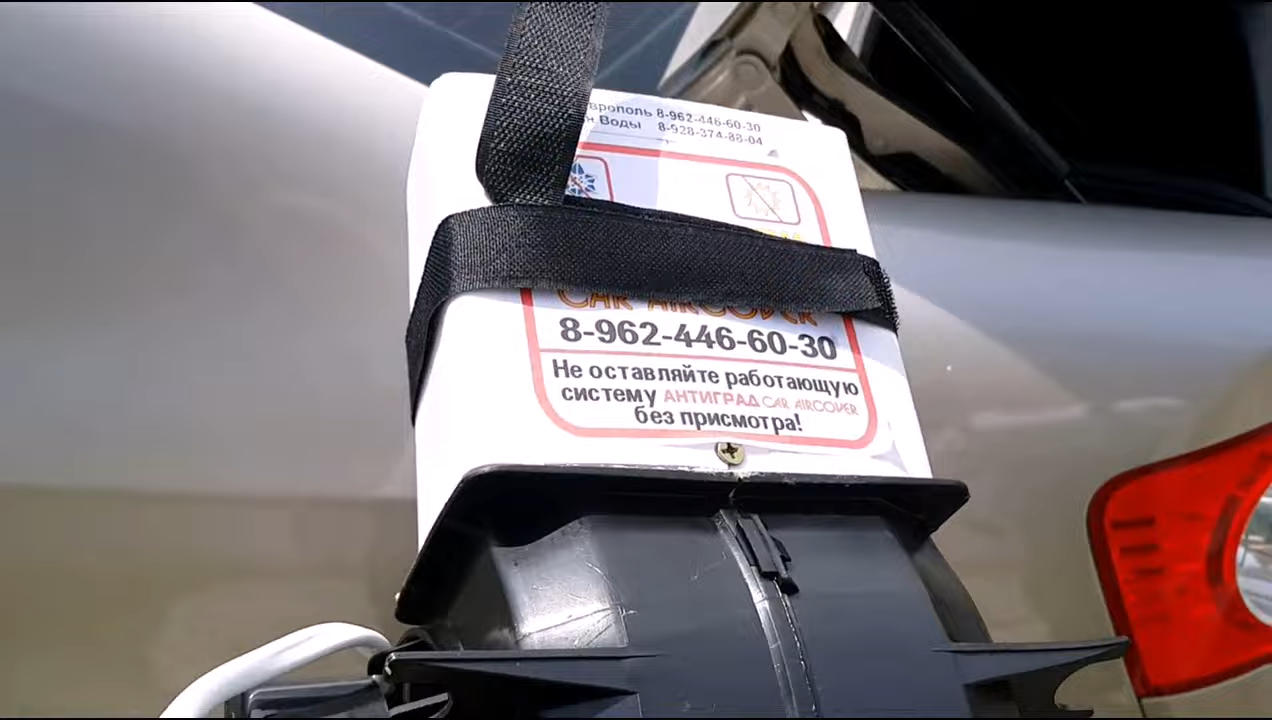 врополь 8-962-446-60-30
н Воды 8-928-374-88-04
CAR AIRCOVER
8-962-446-60-30
Не оставляйте работающую
систему АНТИГРАД CAR AIRCOVER
без присмотра!